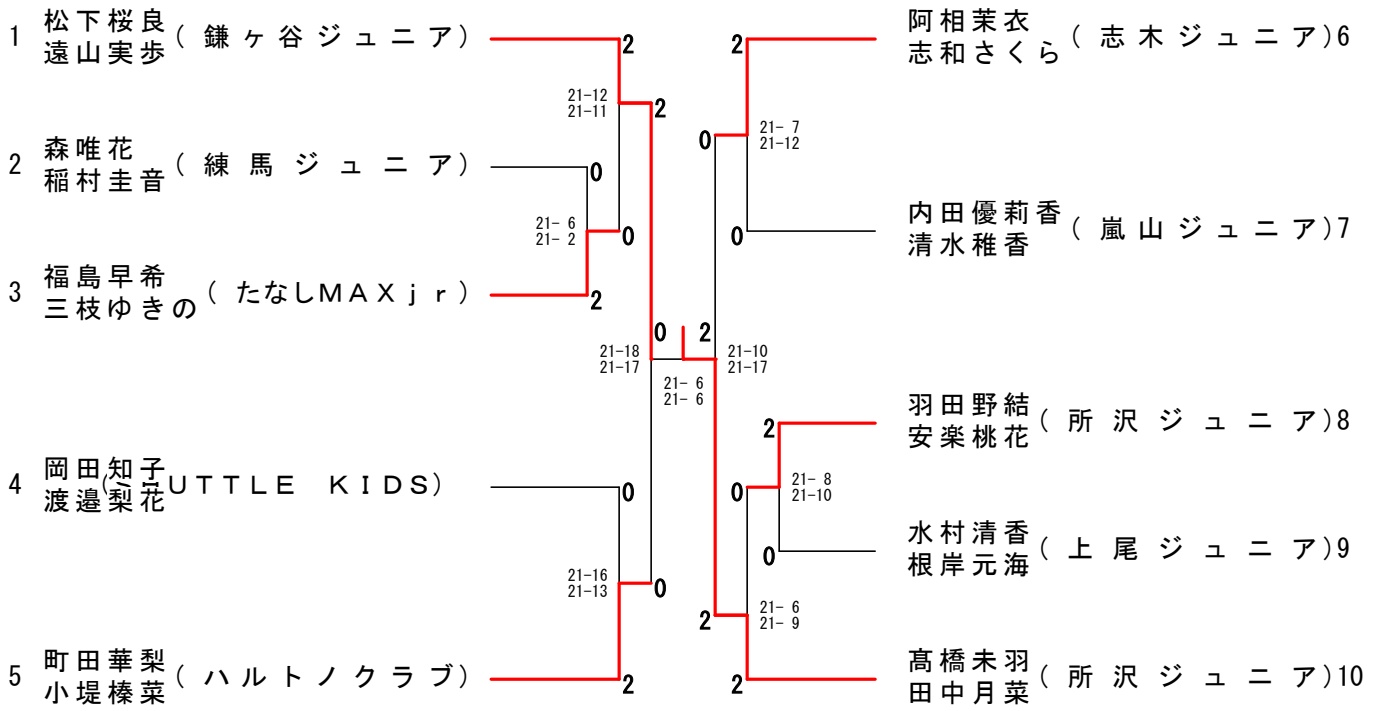 1 松下桜良
遠山実歩
(鎌ヶ谷ジュニア)
2 森唯花
稲村圭音
(練馬ジュニア)
3 福島早希
三枝ゆきの
(たなしMAXjr)
4 岡田知子
渡邉梨花
UTTLE KIDS)
5 町田華梨
小堤榛菜
(ハルトノクラブ)
2
21-12
21-11
2
0
21- 6
21- 2
0
2
0
21-18
21-17
0
21-16
21-13
0
2
21- 6
21- 6
2
0
21- 7
21-12
0
2
21-10
21-17
2
0
21- 8
21-10
0
2
21- 6
21- 9
2
阿相茉衣
志和さくら
(志木ジュニア)6
内田優莉香
清水稚香
(嵐山ジュニア)7
羽田野結
安楽桃花
(所沢ジュニア)8
水村清香
根岸元海
(上尾ジュニア)9
髙橋未羽
田中月菜
(所沢ジュニア)10